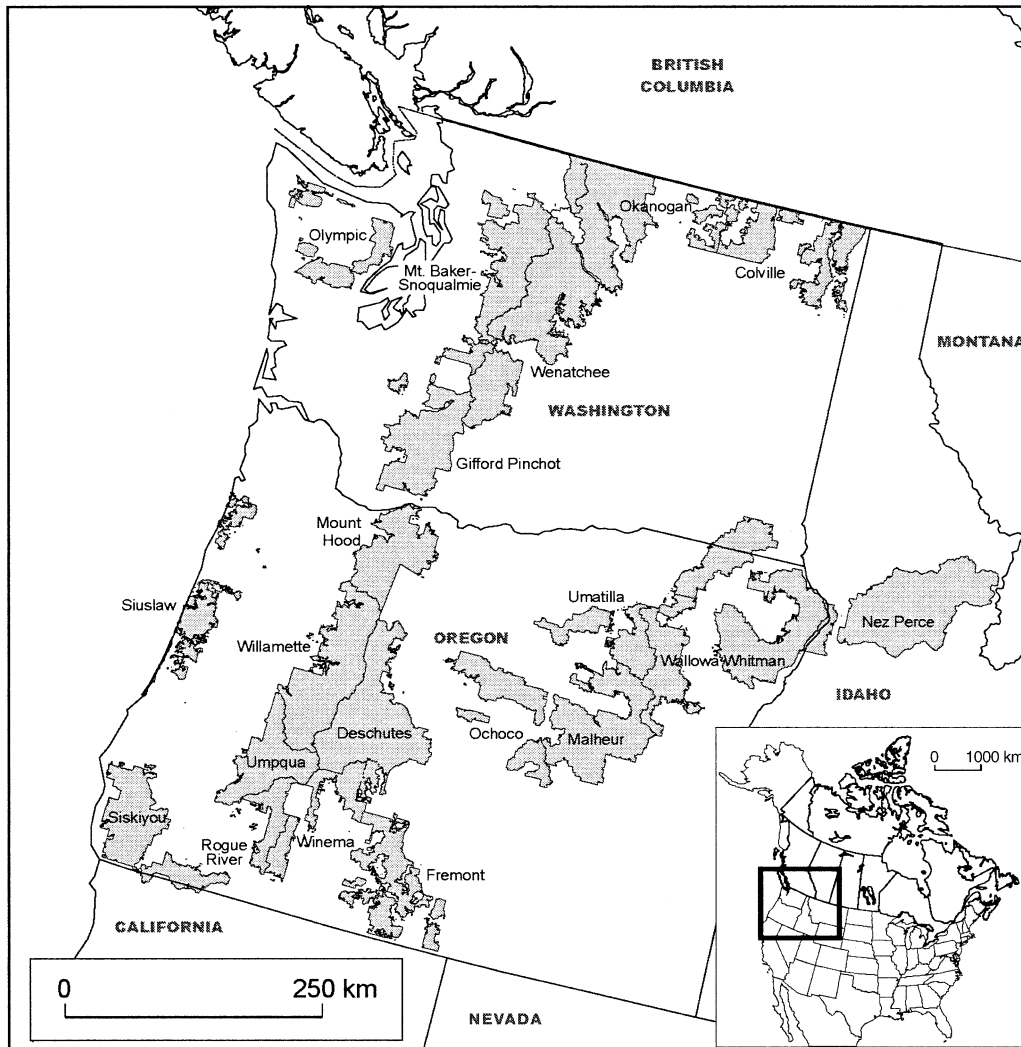 BRITISH
COLUMBIA
Okanogan
Olympic
Mt. Baker-
Snoqualmie
Colville
MONTANA
Wenatchee
WASHINGTON
Gifford Pinchot
Mount
Hood
Siuslaw
Umatilla
Nez Perce
Willamette
OREGON
Wallowa-Whitman
IDAHO
Deschutes
Ochoco
Malheur
Umpqua
0 1000 km
Siskiyou
Rogue
River
Winema
Fremont
CALIFORNIA
0 250 km
NEVADA